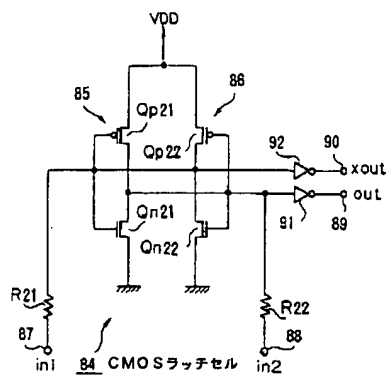 VDD
85
86
Qp21
Qp22
92
90
xout
out
91
89
Qn21
Qn22
R21
R22
87
in1
88
in2
84 CMOSラッチセル